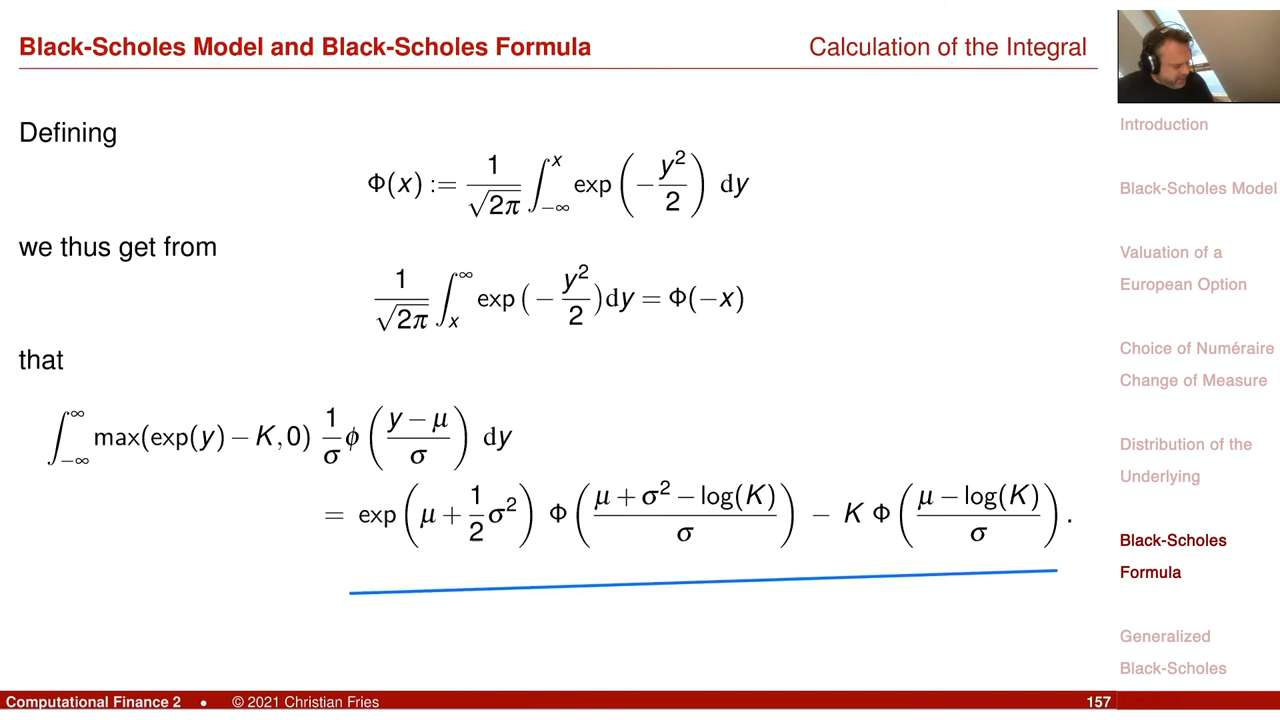 Black-Scholes Model and Black-Scholes Formula
Calculation of the Integral
Defining
Φ(x) := 1/√2π ∫_{−∞}^{x} exp(−y²/2) dy
we thus get from
1/√2π ∫_{x}^{∞} exp(−y²/2)dy = Φ(−x)
that
∫_{−∞}^{∞} max(exp(y) − K, 0) 1/σ ϕ((y − μ)/σ) dy
= exp(μ + 1/2 σ²) Φ((μ + σ² − log(K))/σ) − K Φ((μ − log(K))/σ).
Introduction
Black-Scholes Model
Valuation of a
European Option
Choice of Numéraire
Change of Measure
Distribution of the
Underlying
Black-Scholes
Formula
Generalized
Black-Scholes
Computational Finance 2 • © 2021 Christian Fries 157